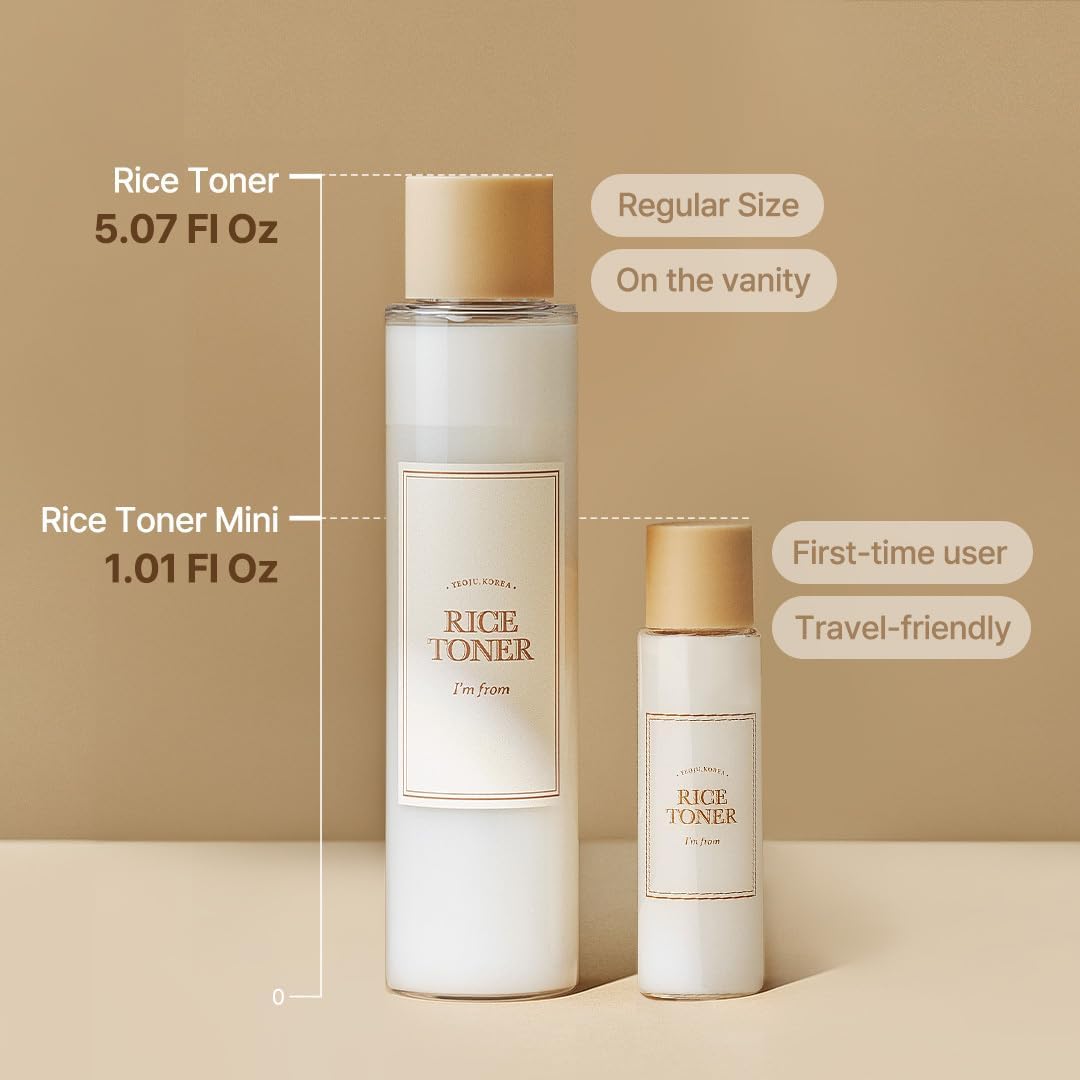 Rice Toner
5.07 Fl Oz
Regular Size
On the vanity
Rice Toner Mini
1.01 Fl Oz
First-time user
Travel-friendly
0
· YEOJU, KOREA ·
RICE
TONER
I'm from
· YEOJU, KOREA ·
RICE
TONER
I'm from